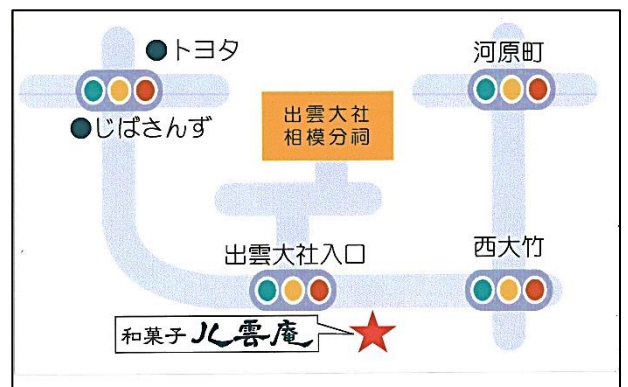 ●トヨタ
河原町
●じばさんず
出雲大社
相模分祠
出雲大社入口
西大竹
和菓子 八雲庵